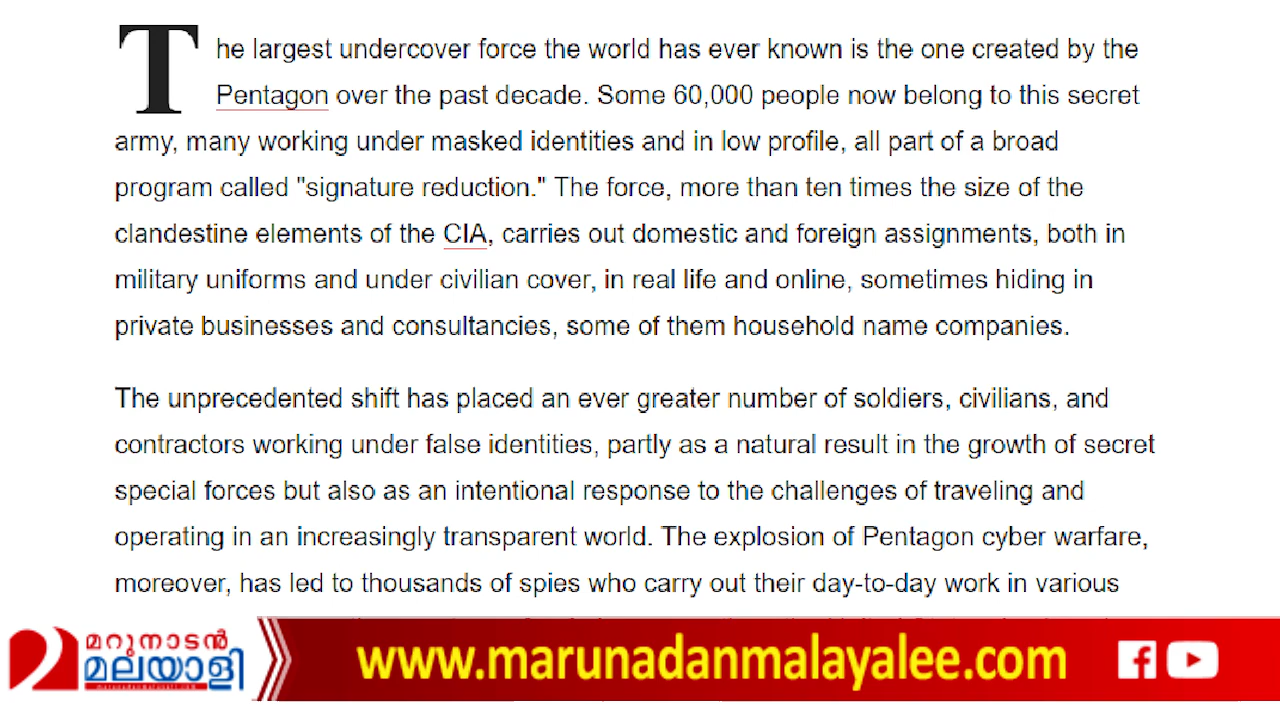 The largest undercover force the world has ever known is the one created by the
Pentagon over the past decade. Some 60,000 people now belong to this secret
army, many working under masked identities and in low profile, all part of a broad
program called "signature reduction." The force, more than ten times the size of the
clandestine elements of the CIA, carries out domestic and foreign assignments, both in
military uniforms and under civilian cover, in real life and online, sometimes hiding in
private businesses and consultancies, some of them household name companies.
The unprecedented shift has placed an ever greater number of soldiers, civilians, and
contractors working under false identities, partly as a natural result in the growth of secret
special forces but also as an intentional response to the challenges of traveling and
operating in an increasingly transparent world. The explosion of Pentagon cyber warfare,
moreover, has led to thousands of spies who carry out their day-to-day work in various
മറുനാടൻ
മലയാളി
www.marunadanmalayalee.com